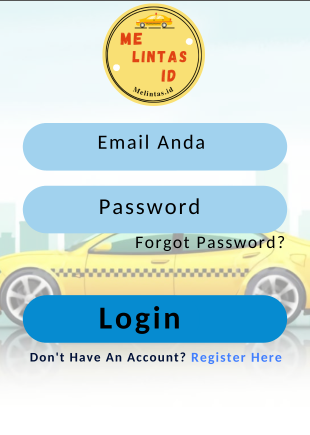 ME
LINTAS
ID
Melintas.id
Email Anda
Password
Forgot Password?
Login
Don't Have An Account? Register Here